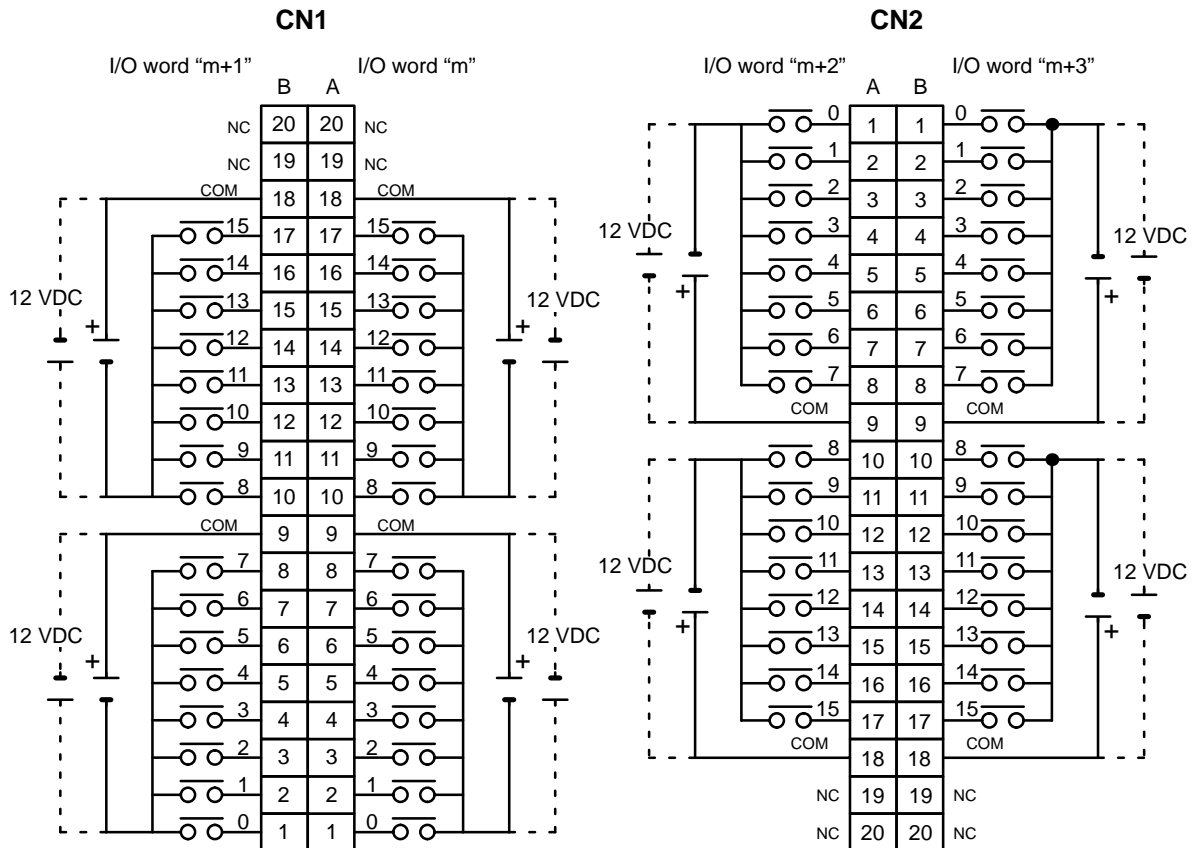 CN1
I/O word “m+1” I/O word “m”
B A
NC 20 20 NC
NC 19 19 NC
COM 18 18 COM
15 17 17 15
14 16 16 14
13 15 15 13
12 VDC + 12 14 14 12 + 12 VDC
11 13 13 11
10 12 12 10
9 11 11 9
8 10 10 8
COM 9 9 COM
7 8 8 7
6 7 7 6
12 VDC + 5 6 6 5 + 12 VDC
4 5 5 4
3 4 4 3
2 3 3 2
1 2 2 1
0 1 1 0
CN2
I/O word “m+2” I/O word “m+3”
A B
0 1 1 0
1 2 2 1
2 3 3 2
12 VDC 3 4 4 3 12 VDC
+ 4 5 5 4 +
5 6 6 5
6 7 7 6
7 8 8 7
COM 9 9 COM
8 10 10 8
9 11 11 9
10 12 12 10
12 VDC 11 13 13 11 12 VDC
+ 12 14 14 12 +
13 15 15 13
14 16 16 14
15 17 17 15
COM 18 18 COM
NC 19 19 NC
NC 20 20 NC